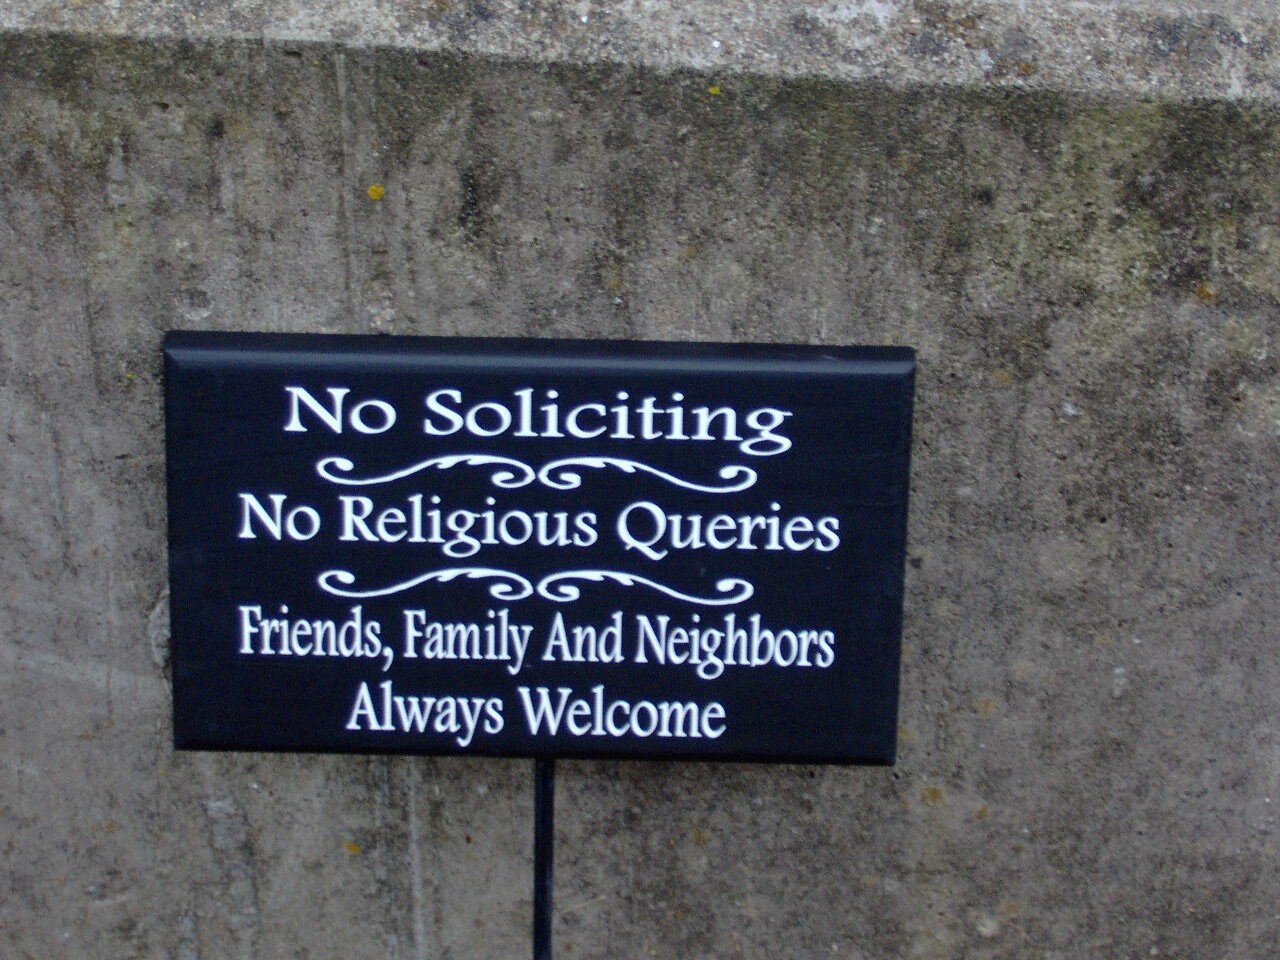 No Soliciting
No Religious Queries
Friends, Family And Neighbors
Always Welcome